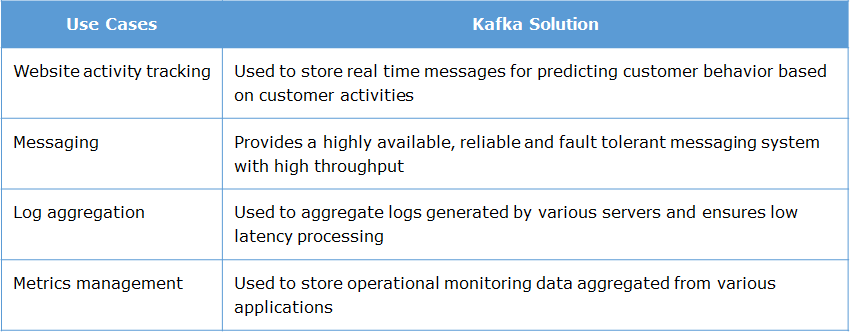 Use Cases
Kafka Solution
Website activity tracking
Used to store real time messages for predicting customer behavior based
on customer activities
Messaging
Provides a highly available, reliable and fault tolerant messaging system
with high throughput
Log aggregation
Used to aggregate logs generated by various servers and ensures low
latency processing
Metrics management
Used to store operational monitoring data aggregated from various
applications